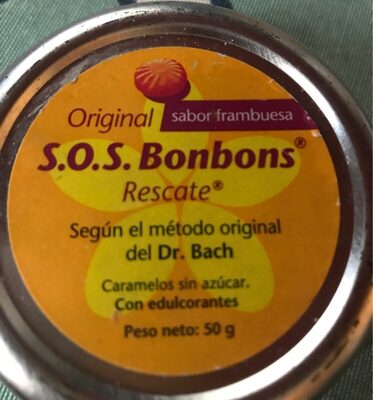 Original sabor frambuesa
S.O.S. Bonbons®
Rescate®
Según el método original
del Dr. Bach
Caramelos sin azúcar.
Con edulcorantes
Peso neto: 50 g